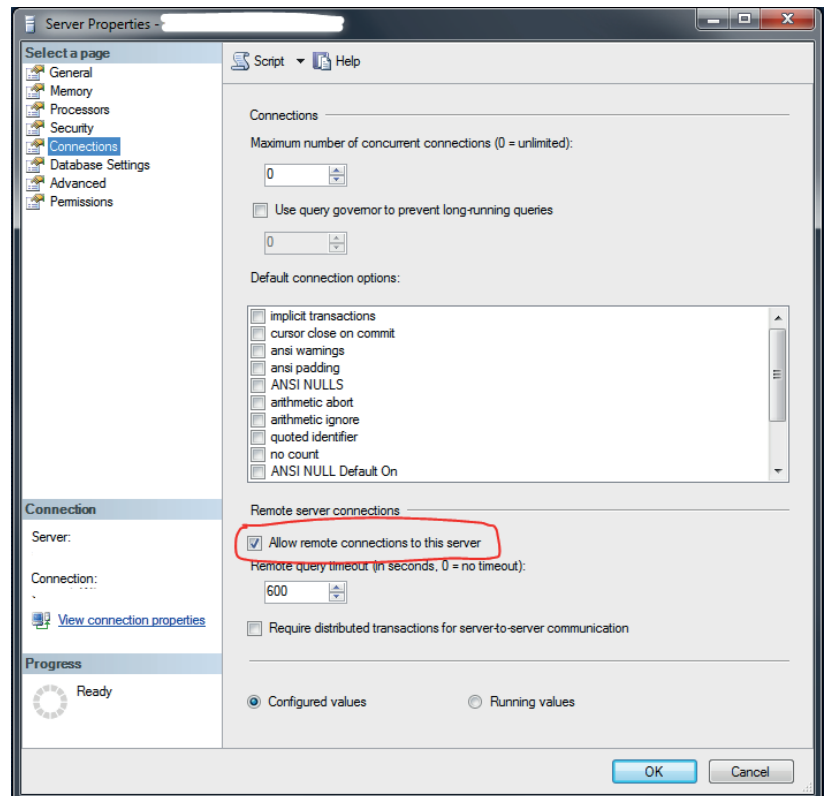 Server Properties -
Select a page
General
Memory
Processors
Security
Connections
Database Settings
Advanced
Permissions
Script Help
Connections
Maximum number of concurrent connections (0 = unlimited):
0
Use query governor to prevent long-running queries
0
Default connection options:
implicit transactions
cursor close on commit
ansi warnings
ansi padding
ANSI NULLS
arithmetic abort
arithmetic ignore
quoted identifier
no count
ANSI NULL Default On
Connection
Server:
Connection:
View connection properties
Progress
Ready
Remote server connections
Allow remote connections to this server
Remote query timeout (in seconds, 0 = no timeout):
600
Require distributed transactions for server-to-server communication
Configured values Running values
OK Cancel